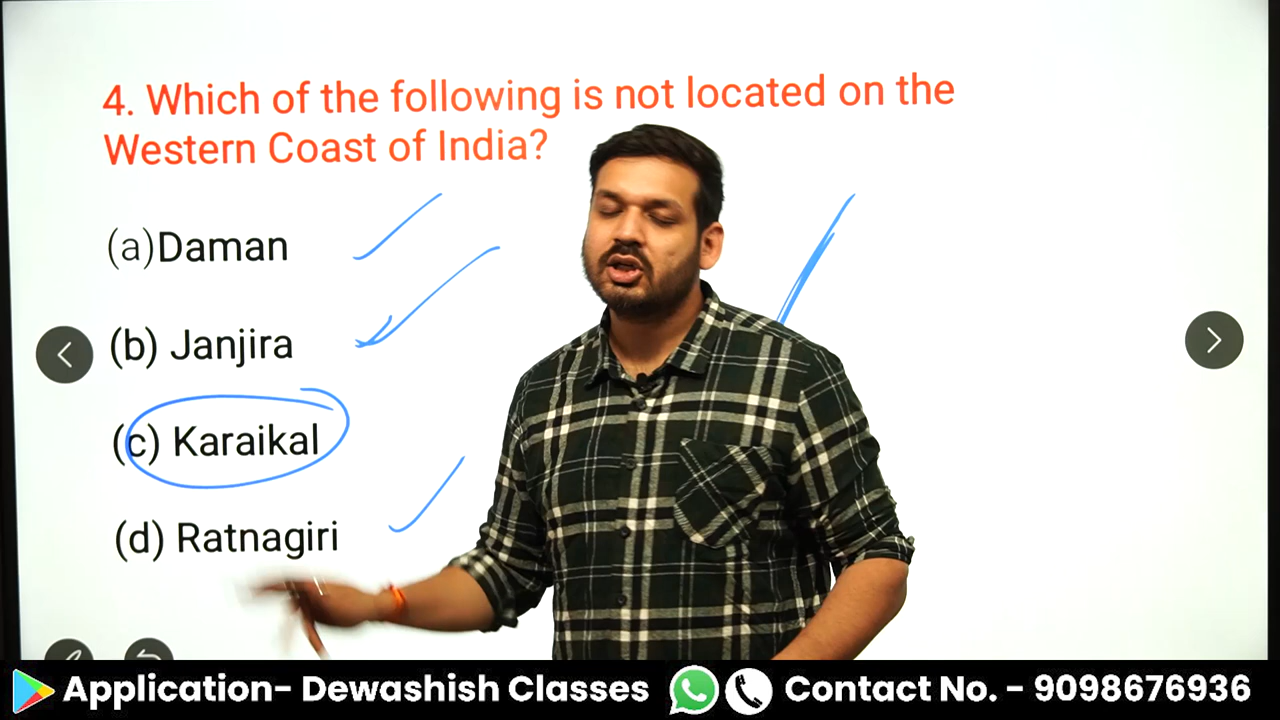 4. Which of the following is not located on the
Western Coast of India?
(a)Daman
(b) Janjira
(c) Karaikal
(d) Ratnagiri
Application- Dewashish Classes
Contact No. - 9098676936